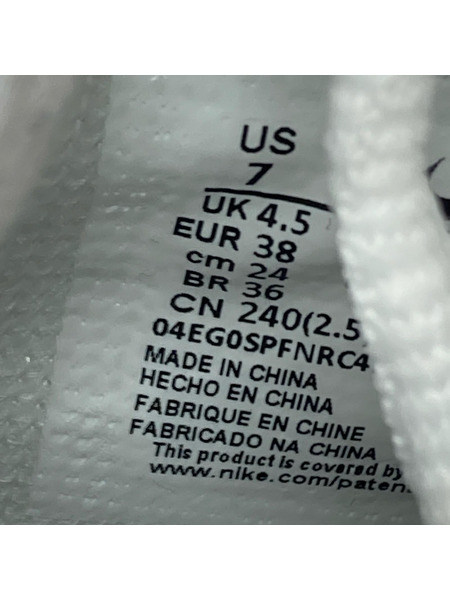 US
7
UK 4.5
EUR 38
cm 24
BR 36
CN 240(2.5
04EG0SPFNRC4
MADE IN CHINA
HECHO EN CHINA
FABRIQUE EN CHINE
FABRICADO NA CHINA
This product is covered by
www.nike.com/paten